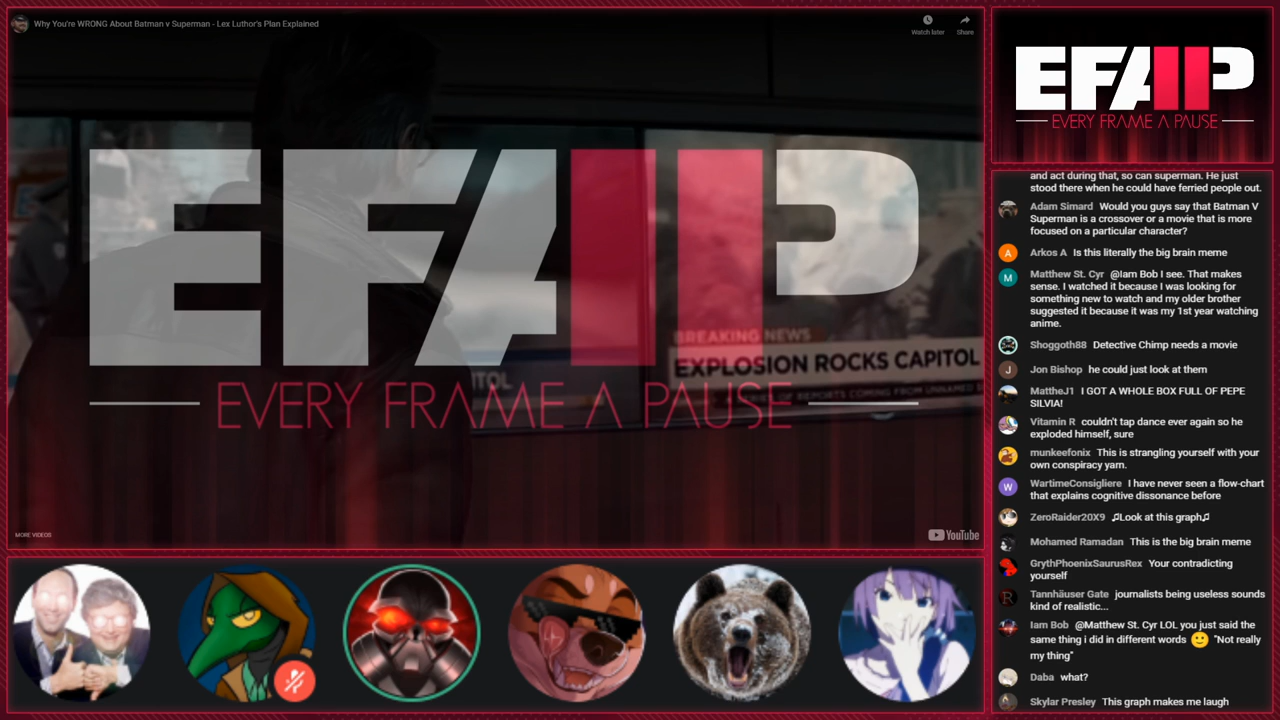 Why You're WRONG About Batman v Superman - Lex Luthor's Plan Explained
Watch later
Share
EFAP
EVERY FRAME A PAUSE
BREAKING NEWS
EXPLOSION ROCKS CAPITOL
REPORTS COMING FROM UNNAMED
MORE VIDEOS
YouTube
EFAP
EVERY FRAME A PAUSE
and act during that, so can superman. He just
stood there when he could have ferried people out.
Adam Simard Would you guys say that Batman V
Superman is a crossover or a movie that is more
focused on a particular character?
A
Arkos A Is this literally the big brain meme
M
Matthew St. Cyr @Iam Bob I see. That makes
sense. I watched it because I was looking for
something new to watch and my older brother
suggested it because it was my 1st year watching
anime.
Shoggoth88 Detective Chimp needs a movie
J
Jon Bishop he could just look at them
MattheJ1 I GOT A WHOLE BOX FULL OF PEPE
SILVIA!
Vitamin R couldn't tap dance ever again so he
exploded himself, sure
munkeefonix This is strangling yourself with your
own conspiracy yarn.
W
WartimeConsigliere I have never seen a flow-chart
that explains cognitive dissonance before
ZeroRaider20X9 🎵Look at this graph🎵
Mohamed Ramadan This is the big brain meme
GrythPhoenixSaurusRex Your contradicting
yourself
R
Tannhäuser Gate journalists being useless sounds
kind of realistic...
Iam Bob @Matthew St. Cyr LOL you just said the
same thing i did in different words 🙂 "Not really
my thing"
Daba what?
Skylar Presley This graph makes me laugh